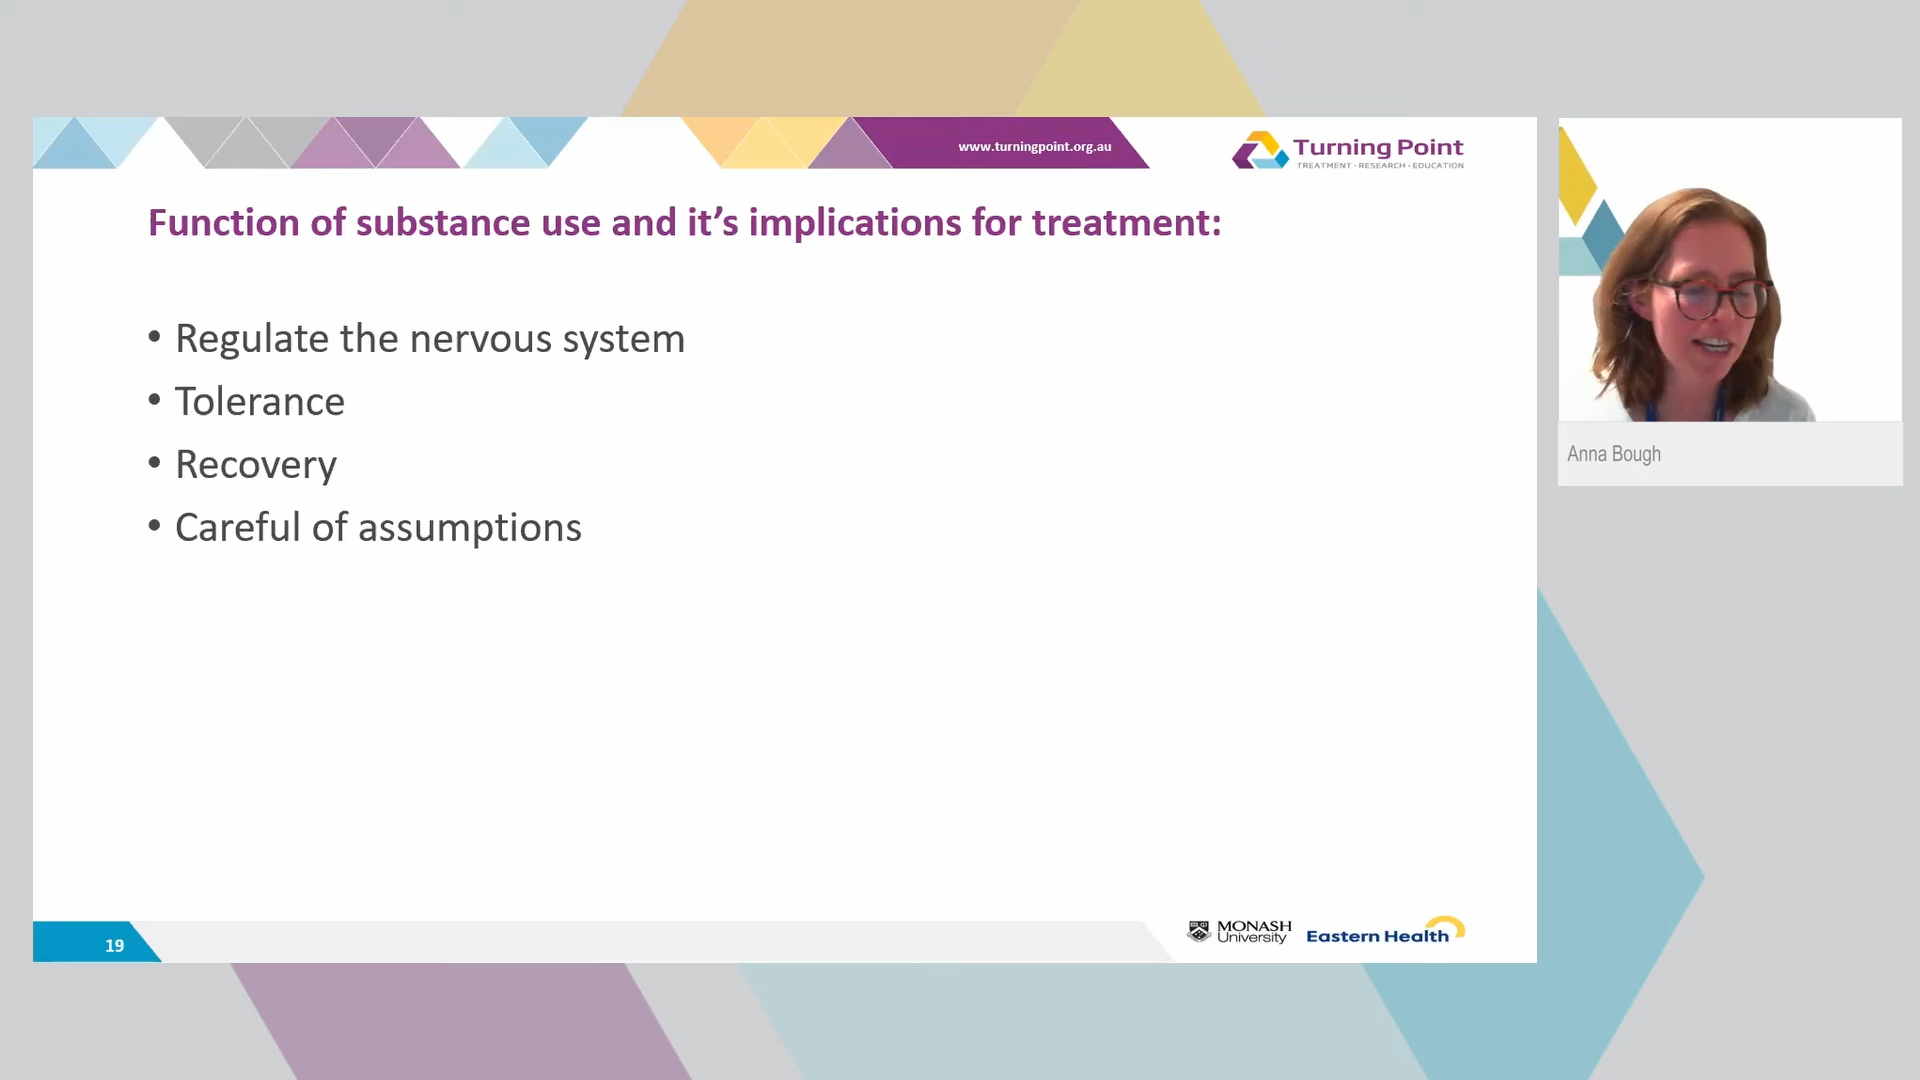 www.turningpoint.org.au
Turning Point
TREATMENT • RESEARCH • EDUCATION
Function of substance use and it’s implications for treatment:
• Regulate the nervous system
• Tolerance
• Recovery
• Careful of assumptions
Anna Bough
19
MONASH
University
Eastern Health